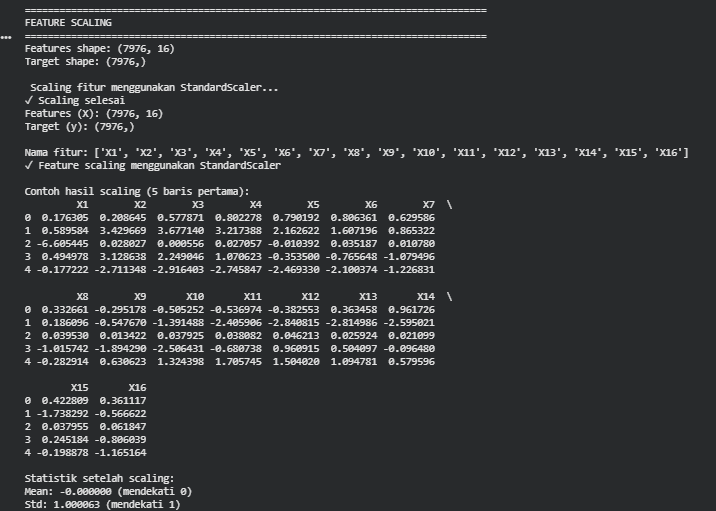 ================================================================================
FEATURE SCALING
================================================================================
Features shape: (7976, 16)
Target shape: (7976,)
Scaling fitur menggunakan StandardScaler...
✓ Scaling selesai
Features (X): (7976, 16)
Target (y): (7976,)
Nama fitur: ['X1', 'X2', 'X3', 'X4', 'X5', 'X6', 'X7', 'X8', 'X9', 'X10', 'X11', 'X12', 'X13', 'X14', 'X15', 'X16']
✓ Feature scaling menggunakan StandardScaler
Contoh hasil scaling (5 baris pertama):
X1 X2 X3 X4 X5 X6 X7 \
0 0.176305 0.208645 0.577871 0.802278 0.790192 0.806361 0.629586
1 0.589584 3.429669 3.677140 3.217388 2.162622 1.607196 0.865322
2 -6.605445 0.028027 0.000556 0.027057 -0.010392 0.035187 0.010780
3 0.494978 3.128638 2.249046 1.070623 -0.353500 -0.765648 -1.079496
4 -0.177222 -2.711348 -2.916403 -2.745847 -2.469330 -2.100374 -1.226831
X8 X9 X10 X11 X12 X13 X14 \
0 0.332661 -0.295178 -0.505252 -0.536974 -0.382553 0.363458 0.961726
1 0.186096 -0.547670 -1.391488 -2.405906 -2.840815 -2.814986 -2.595021
2 0.039530 0.013422 0.037925 0.038082 0.046213 0.025924 0.021099
3 -1.015742 -1.894290 -2.506431 -0.680738 0.960915 0.504097 -0.096480
4 -0.282914 0.630623 1.324398 1.705745 1.504020 1.094781 0.579596
X15 X16
0 0.422809 0.361117
1 -1.738292 -0.566622
2 0.037955 0.061847
3 0.245184 -0.806039
4 -0.198878 -1.165164
Statistik setelah scaling:
Mean: -0.000000 (mendekati 0)
Std: 1.000063 (mendekati 1)